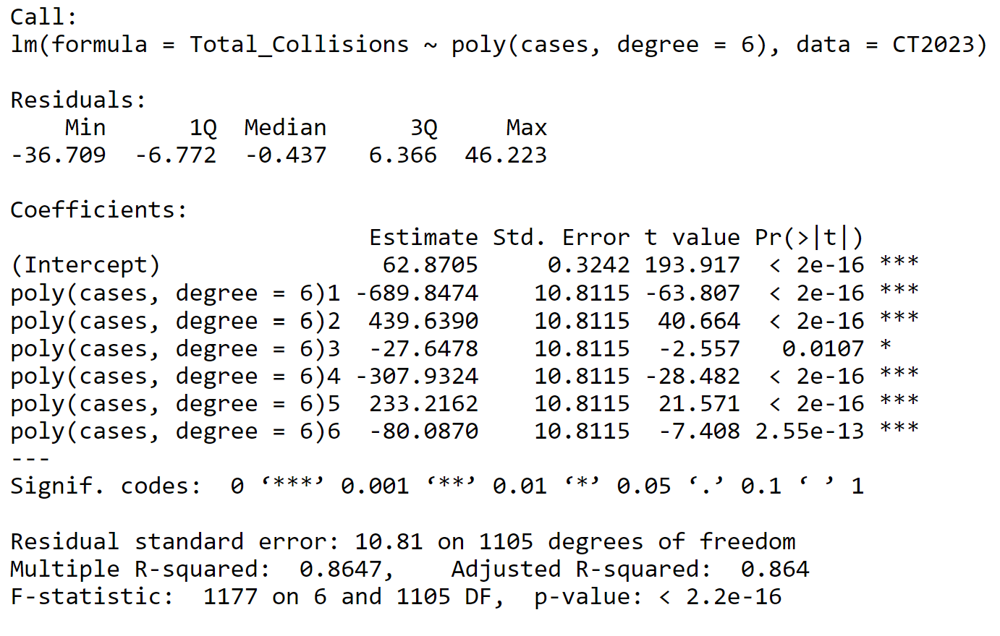 Call:
lm(formula = Total_Collisions ~ poly(cases, degree = 6), data = CT2023)

Residuals:
    Min      1Q  Median      3Q     Max
-36.709  -6.772  -0.437   6.366  46.223

Coefficients:
                          Estimate Std. Error t value Pr(>|t|)
(Intercept)                62.8705     0.3242 193.917  < 2e-16 ***
poly(cases, degree = 6)1 -689.8474    10.8115 -63.807  < 2e-16 ***
poly(cases, degree = 6)2  439.6390    10.8115  40.664  < 2e-16 ***
poly(cases, degree = 6)3  -27.6478    10.8115  -2.557   0.0107 *
poly(cases, degree = 6)4 -307.9324    10.8115 -28.482  < 2e-16 ***
poly(cases, degree = 6)5  233.2162    10.8115  21.571  < 2e-16 ***
poly(cases, degree = 6)6  -80.0870    10.8115  -7.408 2.55e-13 ***
---
Signif. codes:  0 ‘***’ 0.001 ‘**’ 0.01 ‘*’ 0.05 ‘.’ 0.1 ‘ ’ 1

Residual standard error: 10.81 on 1105 degrees of freedom
Multiple R-squared:  0.8647,    Adjusted R-squared:  0.864
F-statistic:  1177 on 6 and 1105 DF,  p-value: < 2.2e-16